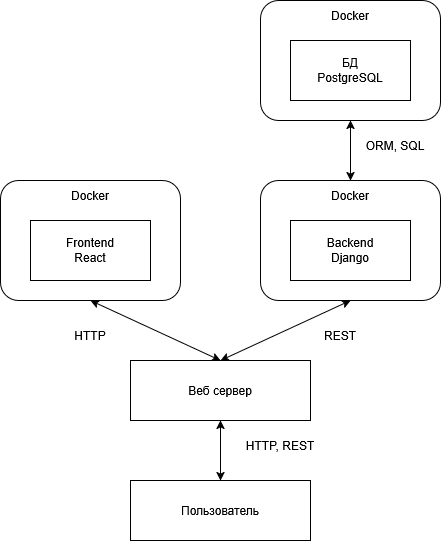 Docker
БД
PostgreSQL
ORM, SQL
Docker
Frontend
React
Docker
Backend
Django
HTTP
REST
Веб сервер
HTTP, REST
Пользователь